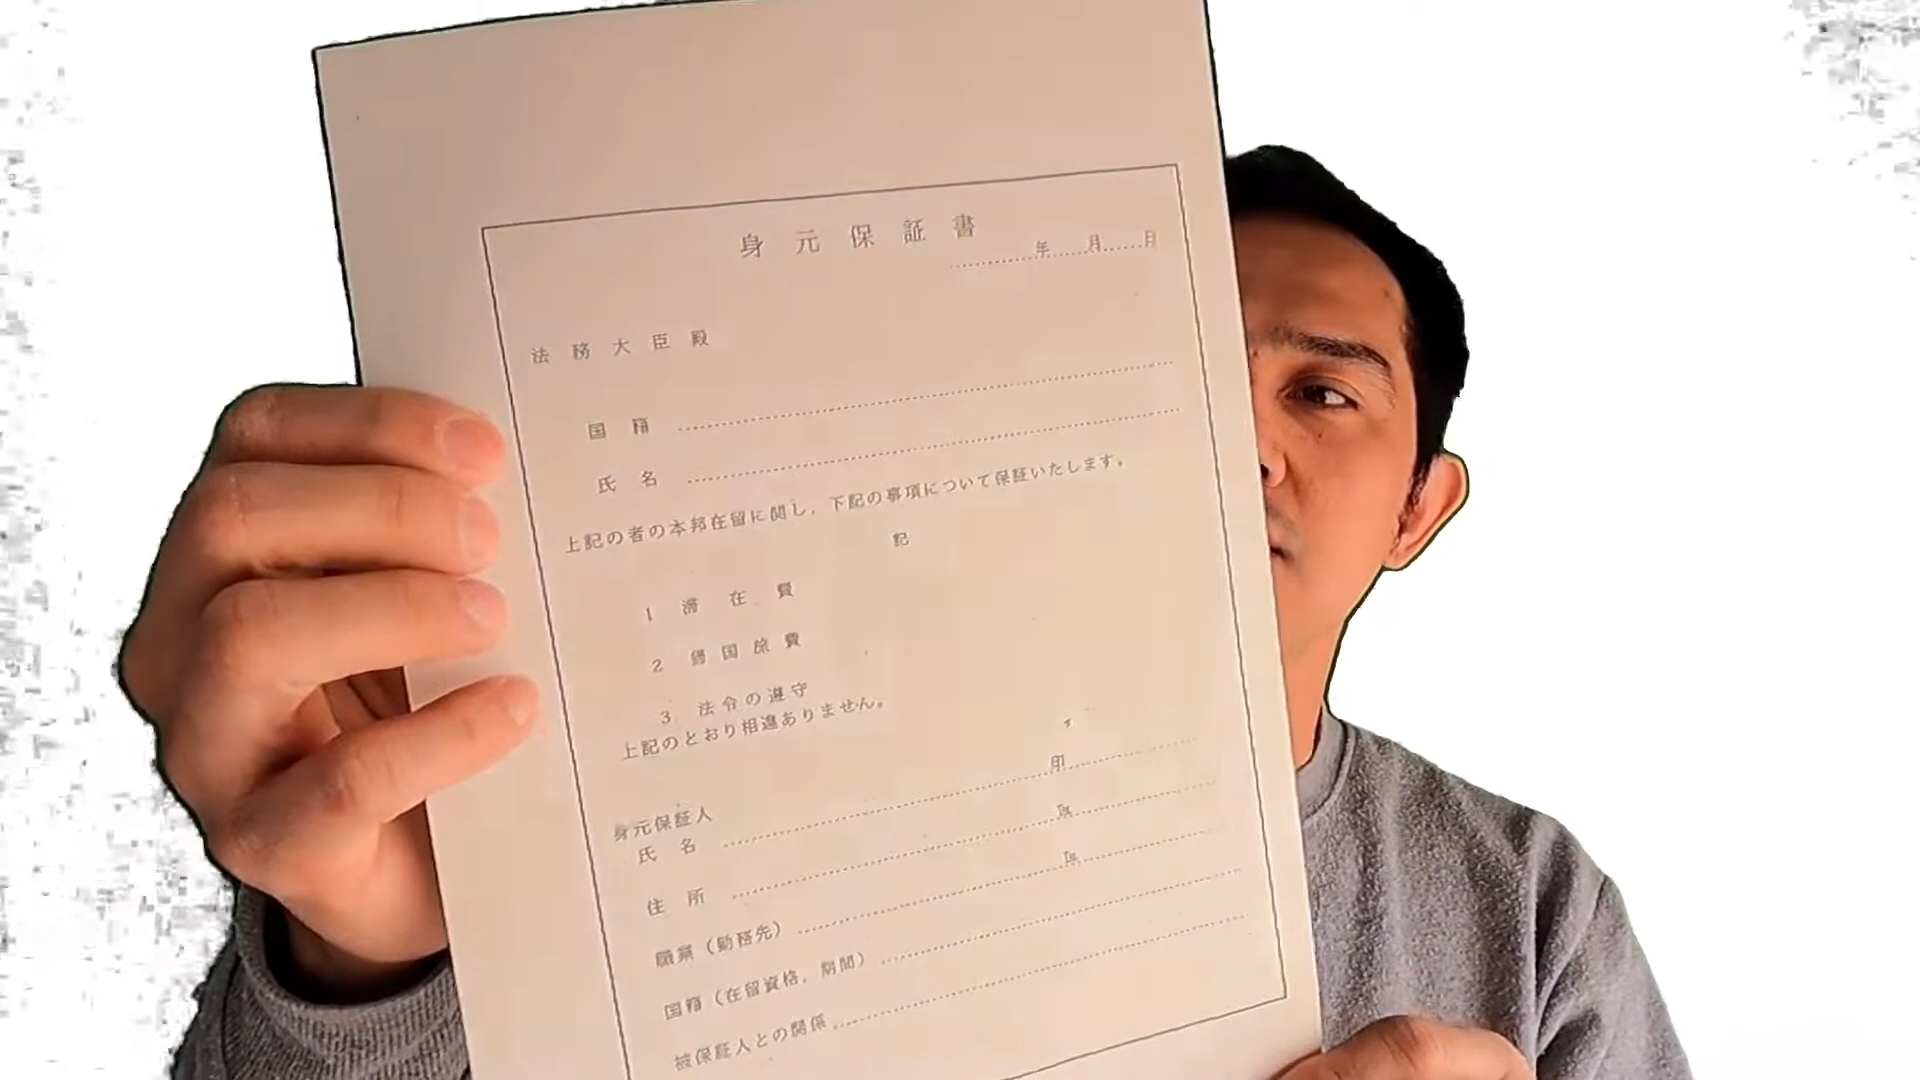 身元保証書
年 月 日
法務大臣殿
国籍
氏名
上記の者の本邦在留に関し，下記の事項について保証いたします。
記
1 滞在費
2 帰国旅費
3 法令の遵守
上記のとおり相違ありません。
身元保証人
氏名 印
住所
職業（勤務先）
国籍（在留資格，期間）
被保証人との関係